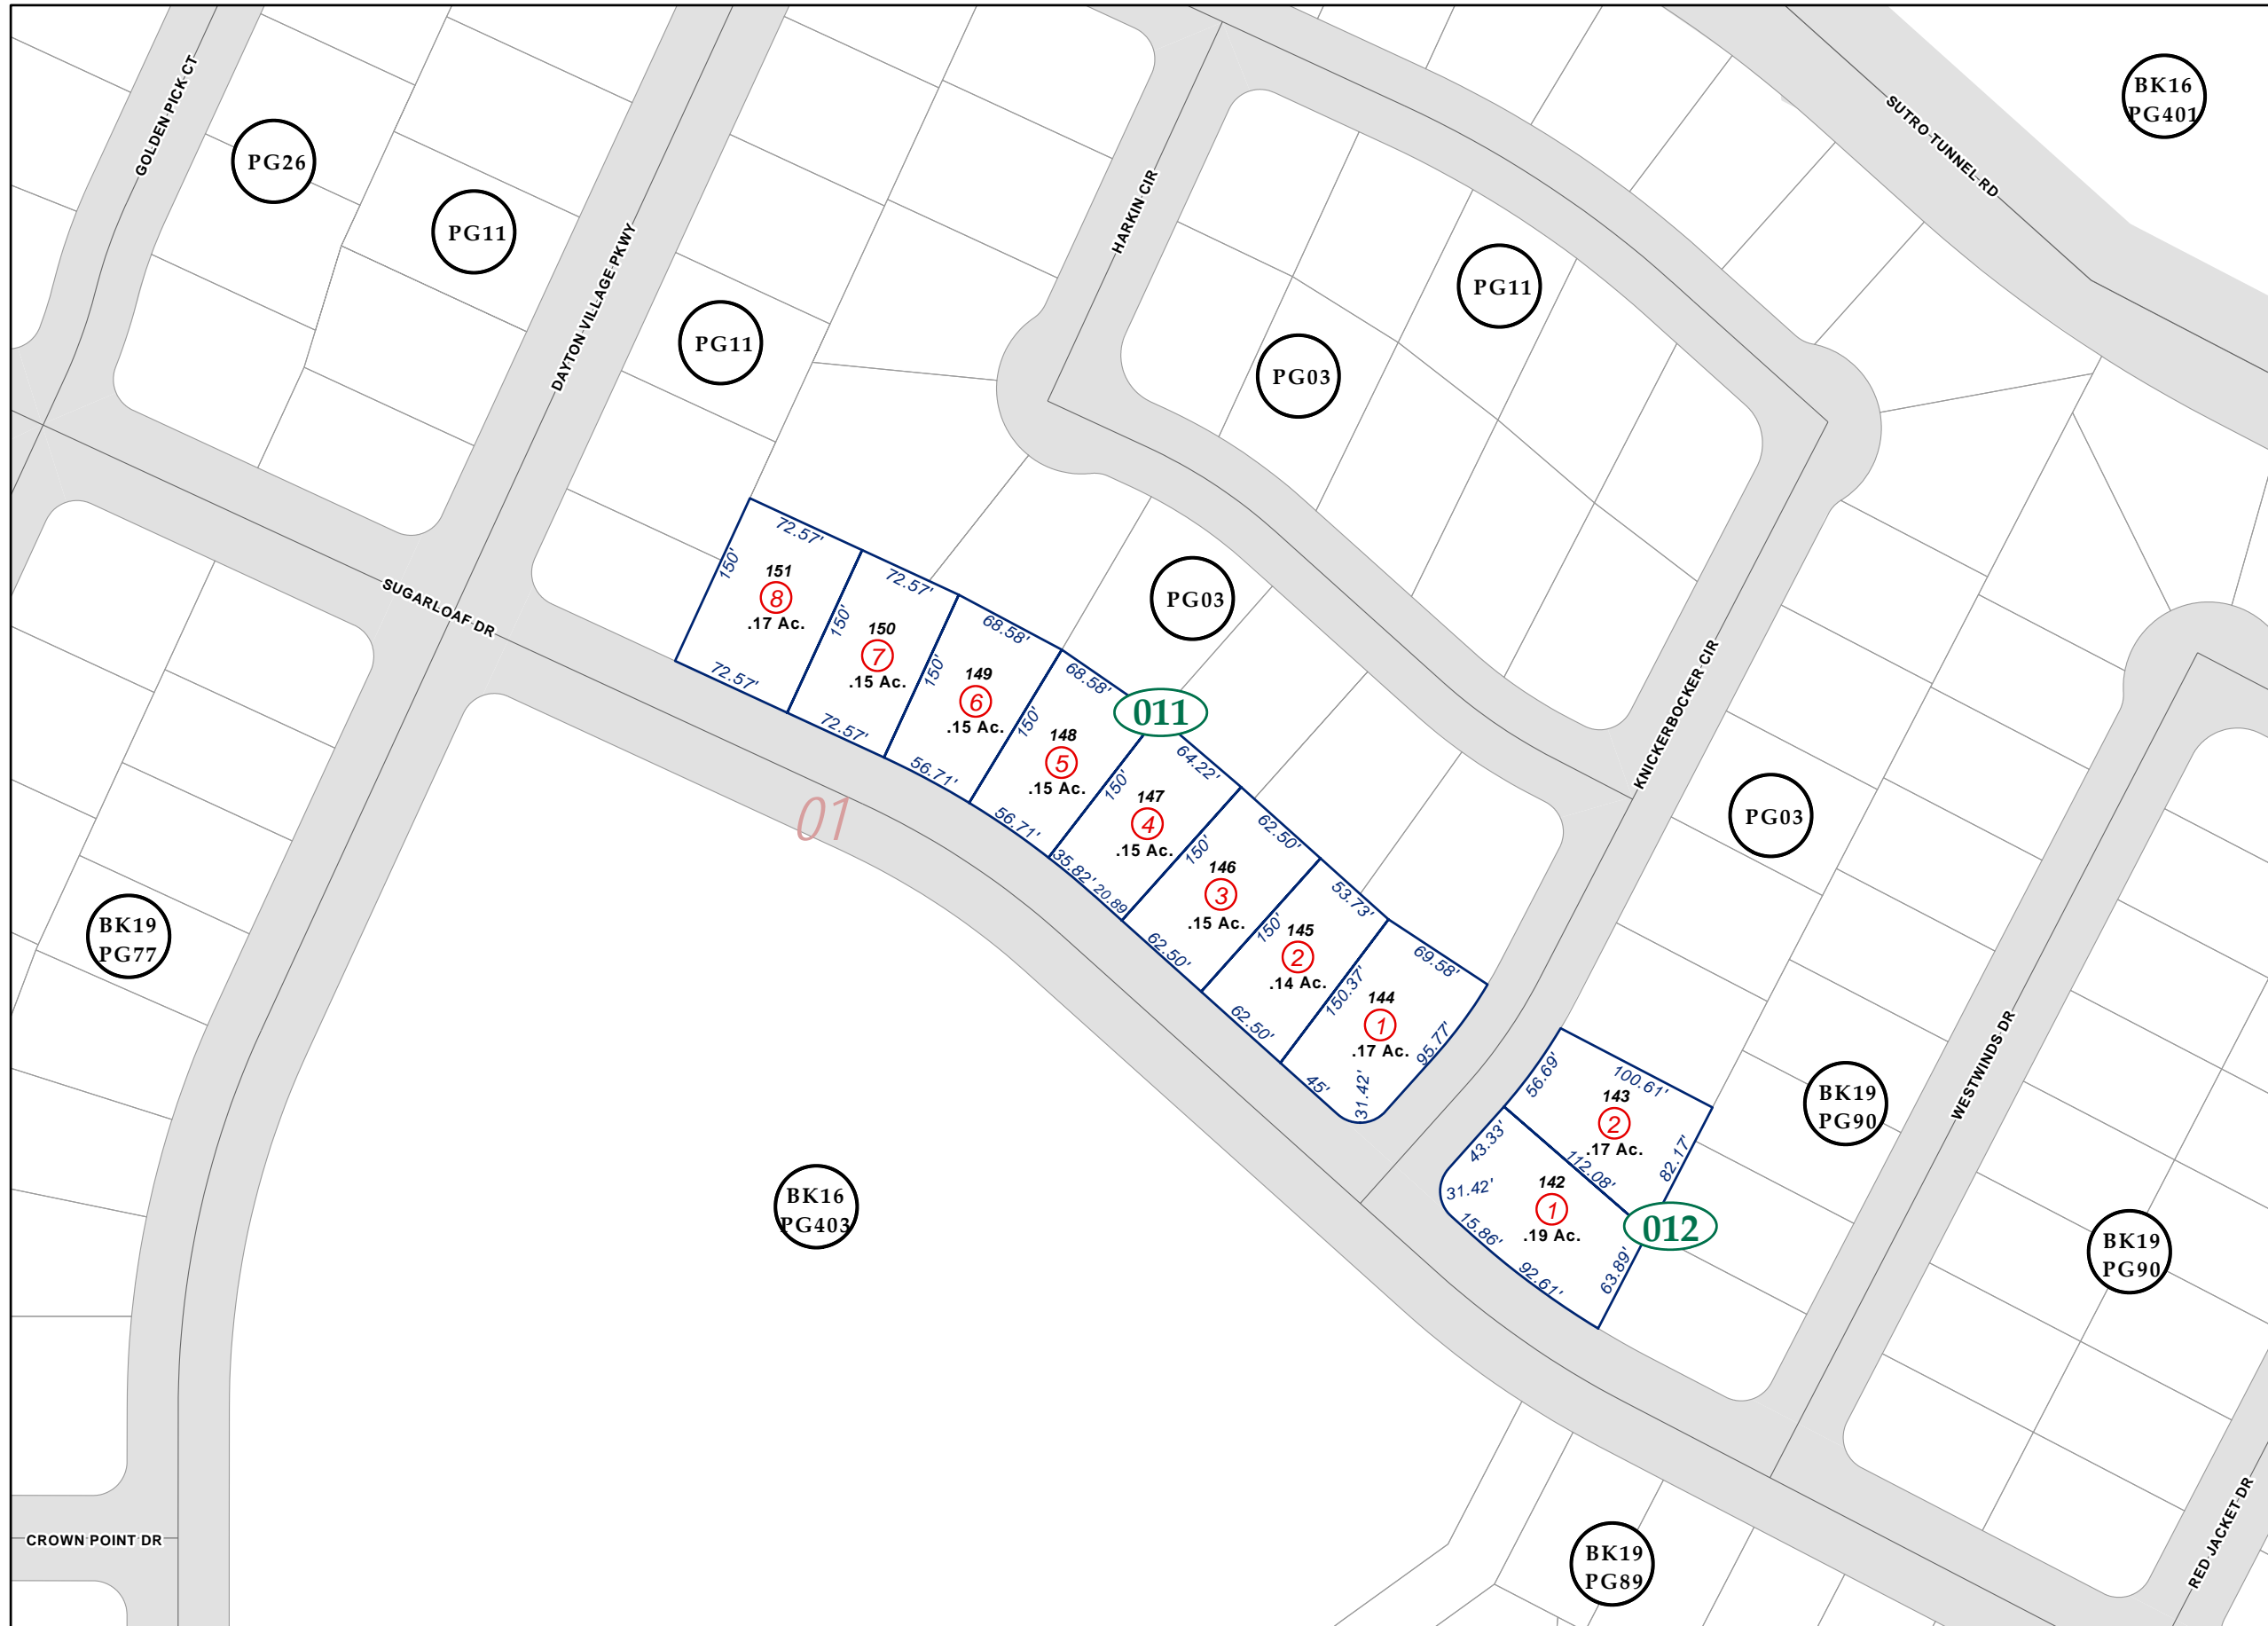 GOLDEN PICK CT
PG26
PG11
DAYTON VILLAGE PKWY
PG11
HARKIN CIR
PG11
PG03
SUTRO TUNNEL RD
BK16
PG401
SUGARLOAF DR
72.57'
150'
151
8
.17 Ac.
72.57'
72.57'
150'
150
7
.15 Ac.
72.57'
68.58'
150'
149
6
.15 Ac.
56.71'
PG03
68.58'
011
150'
148
5
.15 Ac.
56.71'
64.22'
150'
147
4
.15 Ac.
35.82'
20.89
62.50'
150'
146
3
.15 Ac.
62.50'
53.73'
150'
145
2
.14 Ac.
62.50'
69.58'
150.37'
144
1
.17 Ac.
95.77'
45'
31.42'
KNICKERBOCKER CIR
PG03
01
BK19
PG77
BK16
PG403
56.69'
100.61'
143
2
.17 Ac.
82.17'
43.33'
112.08'
31.42'
142
1
.19 Ac.
012
15.86'
92.61'
63.89'
BK19
PG90
WESTWINDS DR
BK19
PG90
CROWN POINT DR
BK19
PG89
RED JACKET DR